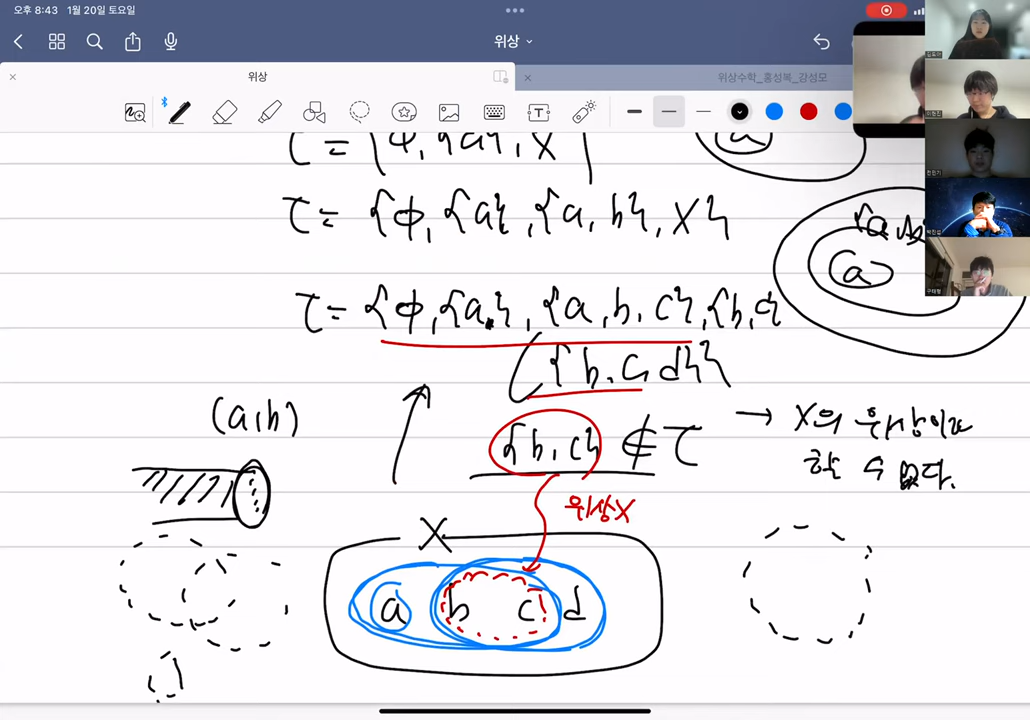 오후 8:43 1월 20일 토요일
위상
위상
위상수학_홍성복_강성모
τ = {ϕ, {a}, X}
τ = {ϕ, {a}, {a, b}, X}
{a, b}
a
a
τ = {ϕ, {a}, {a, b, c}, {b, d
{b, c, d}}
(a, b)
{b, c} ∉ τ
→ X의 위상이라
할 수 없다.
위상X
X
a b c d